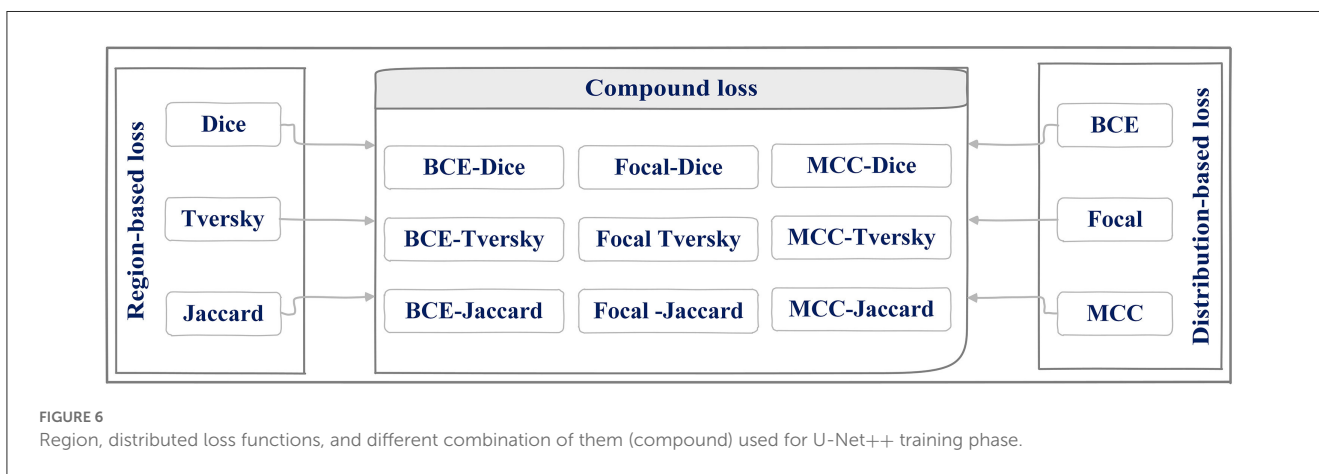 Region-based loss
Dice
Tversky
Jaccard
Compound loss
BCE-Dice Focal-Dice MCC-Dice
BCE-Tversky Focal Tversky MCC-Tversky
BCE-Jaccard Focal -Jaccard MCC-Jaccard
BCE
Focal
MCC
Distribution-based loss
FIGURE 6
Region, distributed loss functions, and different combination of them (compound) used for U-Net++ training phase.